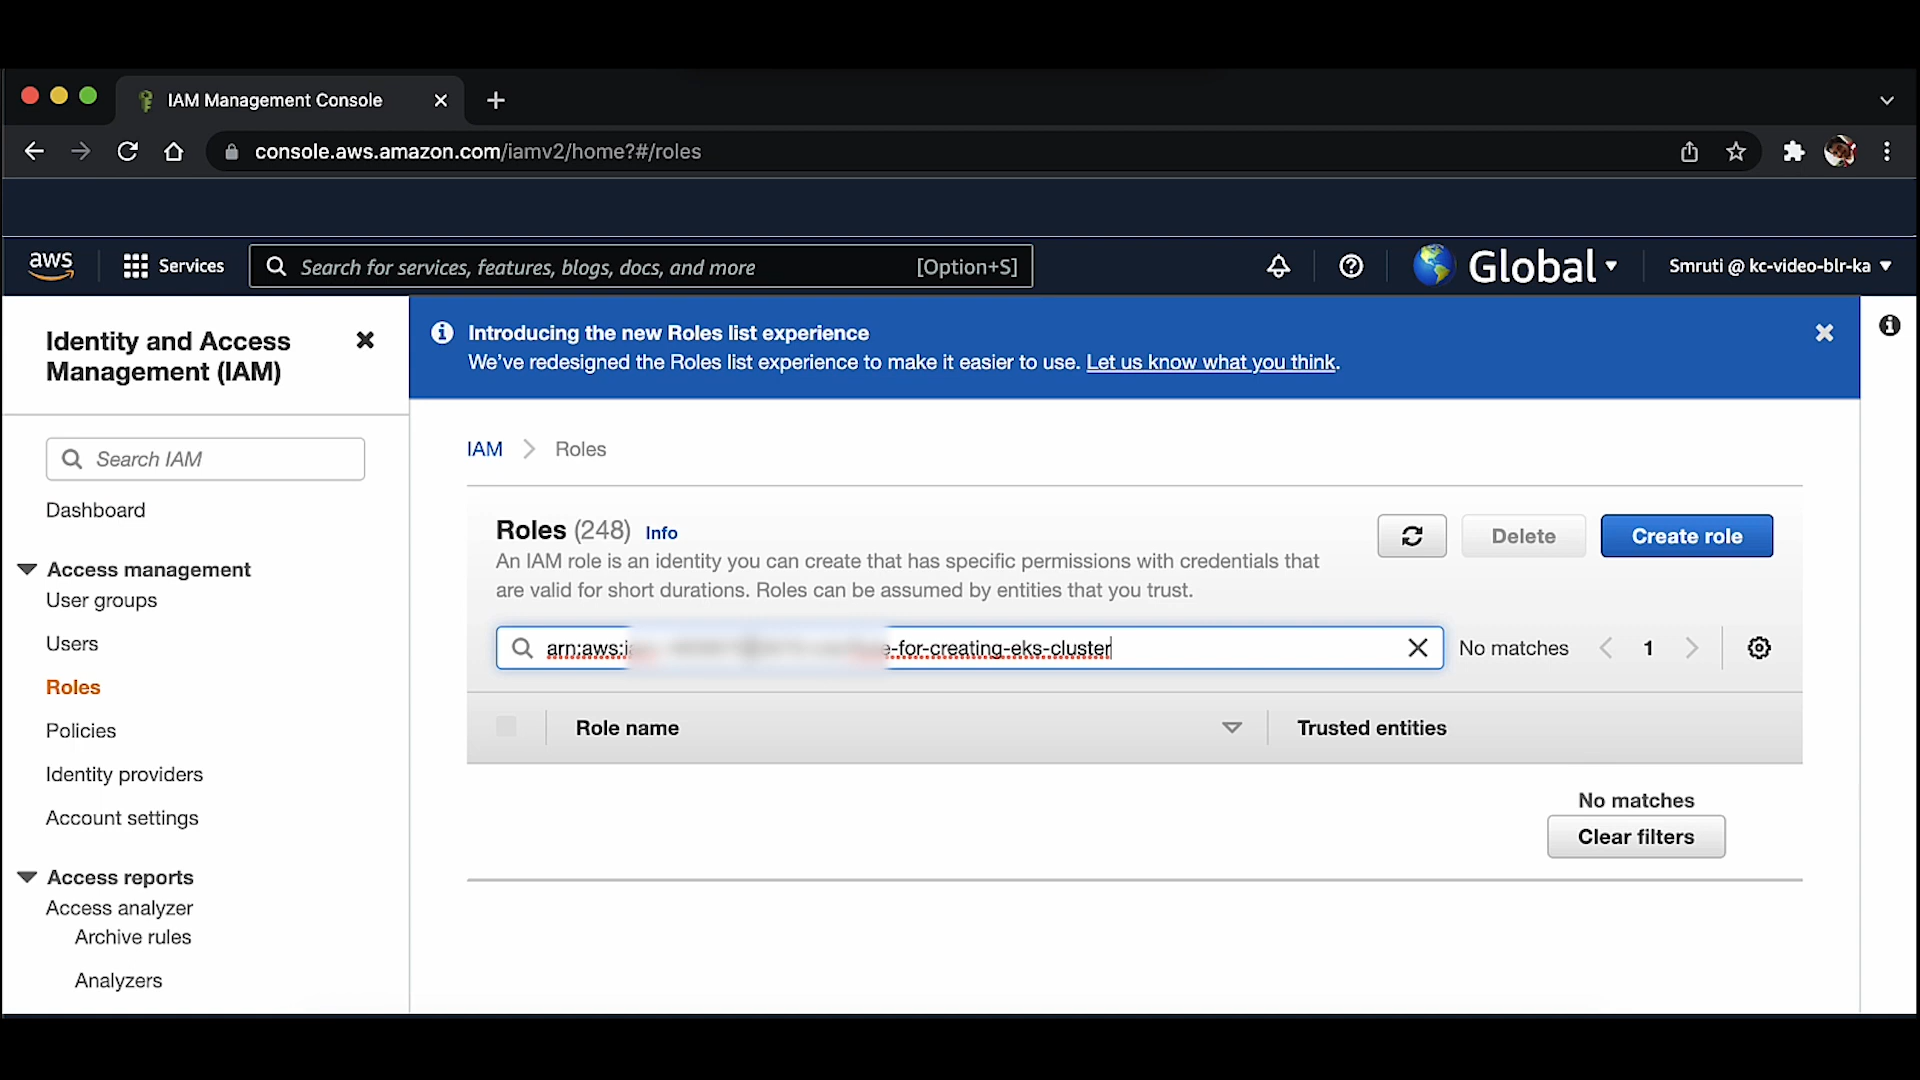 IAM Management Console
console.aws.amazon.com/iamv2/home?#/roles
aws
Services
Search for services, features, blogs, docs, and more
[Option+S]
Global
Smruti @ kc-video-blr-ka
Identity and Access
Management (IAM)
Search IAM
Dashboard
Access management
User groups
Users
Roles
Policies
Identity providers
Account settings
Access reports
Access analyzer
Archive rules
Analyzers
Introducing the new Roles list experience
We've redesigned the Roles list experience to make it easier to use. Let us know what you think.
IAM
Roles
Roles (248) Info
An IAM role is an identity you can create that has specific permissions with credentials that
are valid for short durations. Roles can be assumed by entities that you trust.
Delete
Create role
arn:aws:i e-for-creating-eks-cluster
No matches
1
Role name
Trusted entities
No matches
Clear filters